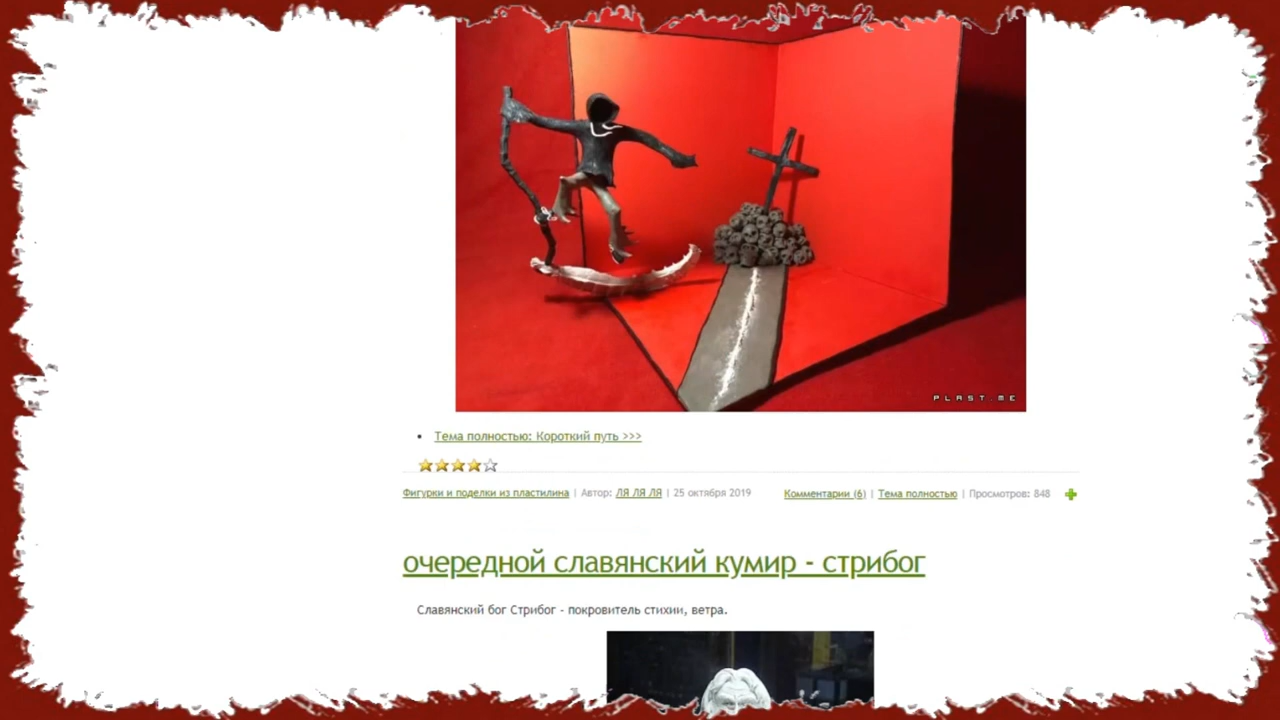 PLAST.ME
Тема полностью: Короткий путь >>>
Фигурки и поделки из пластилина | Автор: ЛЯ ЛЯ ЛЯ | 25 октября 2019 Комментарии (6) | Тема полностью | Просмотров: 848
очередной славянский кумир - стрибог
Славянский бог Стрибог - покровитель стихии, ветра.